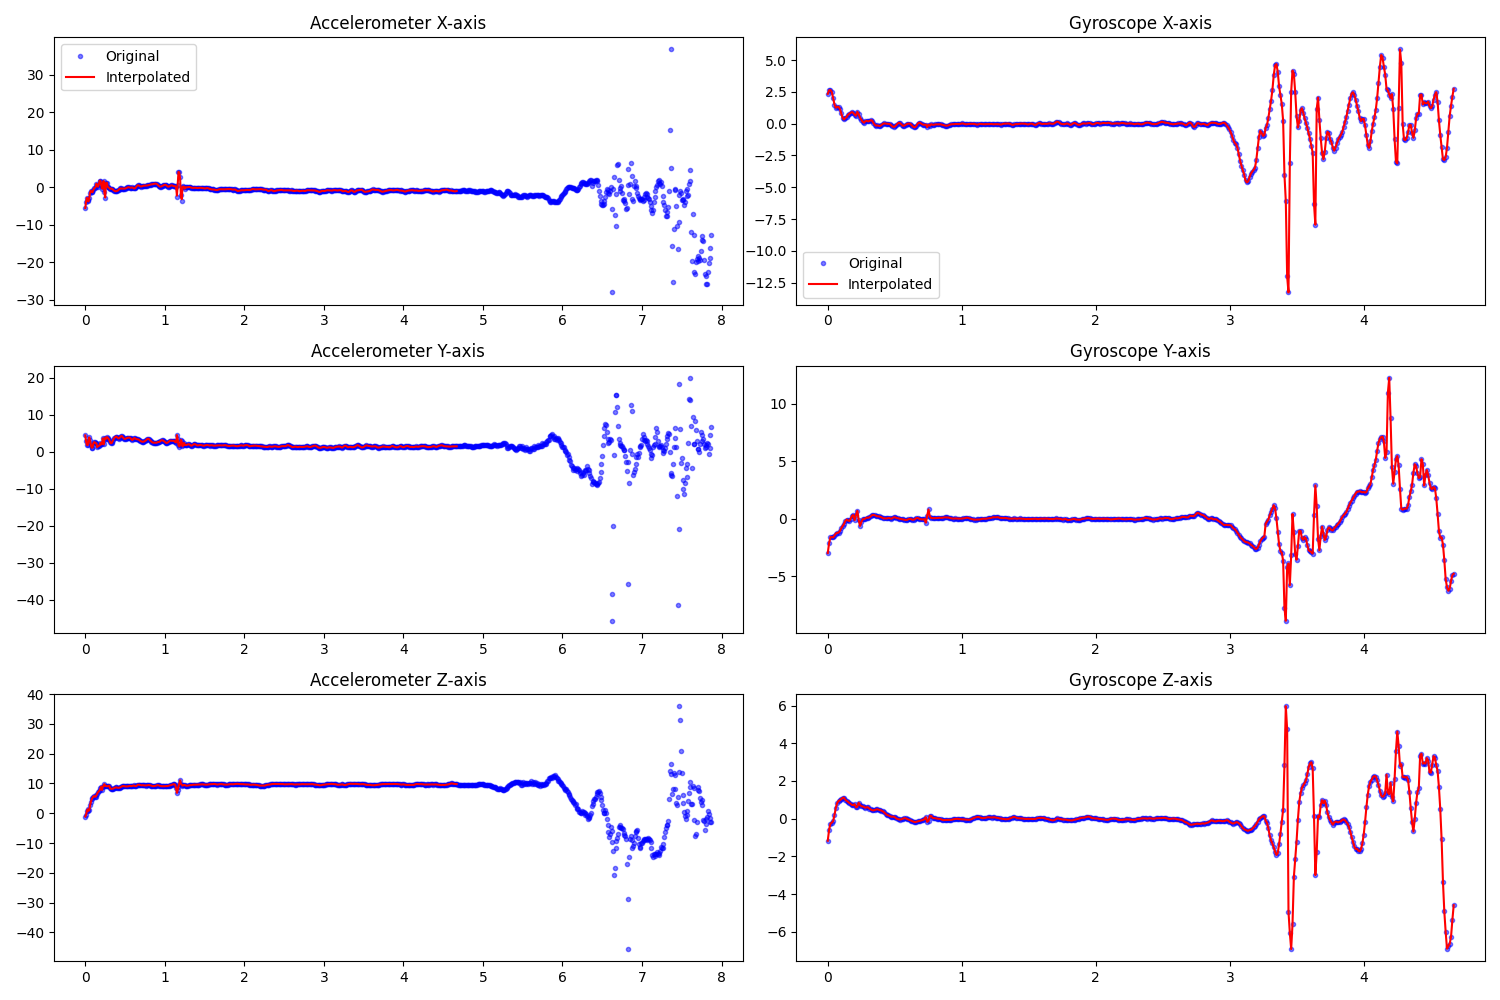 Accelerometer X-axis
Original
Interpolated
30
20
10
0
−10
−20
−30
0 1 2 3 4 5 6 7 8
Gyroscope X-axis
5.0
2.5
0.0
−2.5
−5.0
−7.5
−10.0
−12.5
Original
Interpolated
0 1 2 3 4
Accelerometer Y-axis
20
10
0
−10
−20
−30
−40
0 1 2 3 4 5 6 7 8
Gyroscope Y-axis
10
5
0
−5
0 1 2 3 4
Accelerometer Z-axis
40
30
20
10
0
−10
−20
−30
−40
0 1 2 3 4 5 6 7 8
Gyroscope Z-axis
6
4
2
0
−2
−4
−6
0 1 2 3 4